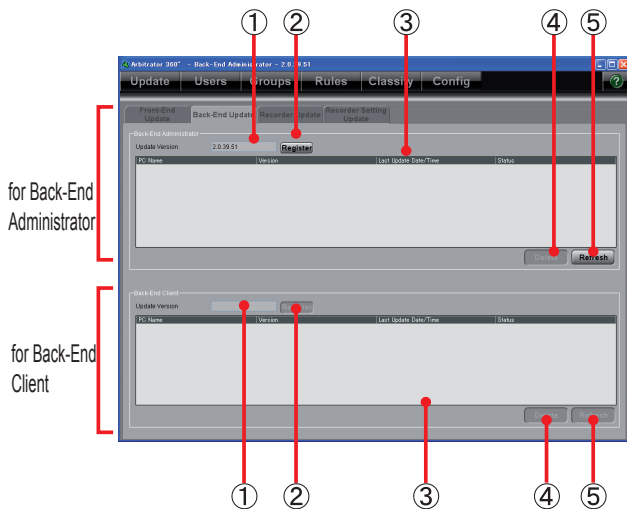 ① ② ③ ④ ⑤
Arbitrator 360° - Back-End Administrator - 2.0.39.51
Update Users Groups Rules Classify Config ?
Front-End Update
Back-End Update
Recorder Update
Recorder Setting Update
for Back-End Administrator
Back-End Administrator
Update Version 2.0.39.51 Register
PC Name Version Last Update Date/Time Status
Delete Refresh
for Back-End Client
Back-End Client
Update Version Register
PC Name Version Last Update Date/Time Status
Delete Refresh
① ② ③ ④ ⑤